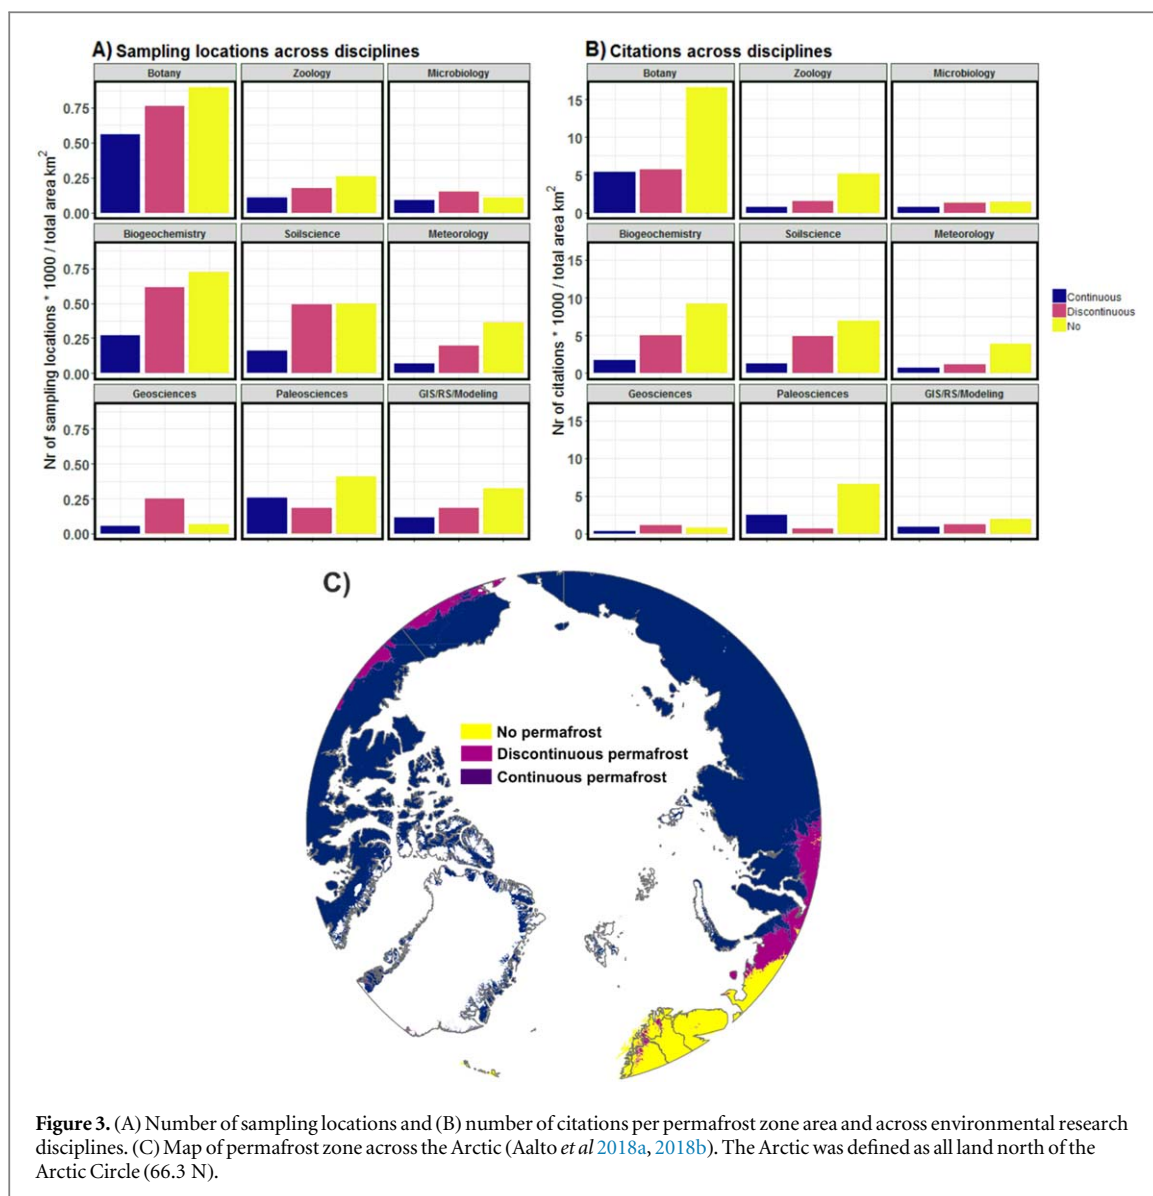 A) Sampling locations across disciplines
Botany Zoology Microbiology
0.75
0.50
0.25
0.00
Biogeochemistry Soilscience Meteorology
0.75
0.50
0.25
0.00
Geosciences Paleosciences GIS/RS/Modeling
0.75
0.50
0.25
0.00
Nr of sampling locations * 1000 / total area km²
B) Citations across disciplines
Botany Zoology Microbiology
15
10
5
0
Biogeochemistry Soilscience Meteorology
15
10
5
0
Geosciences Paleosciences GIS/RS/Modeling
15
10
5
0
Nr of citations * 1000 / total area km²
Continuous
Discontinuous
No
C)
No permafrost
Discontinuous permafrost
Continuous permafrost
Figure 3. (A) Number of sampling locations and (B) number of citations per permafrost zone area and across environmental research
disciplines. (C) Map of permafrost zone across the Arctic (Aalto et al 2018a, 2018b). The Arctic was defined as all land north of the
Arctic Circle (66.3 N).